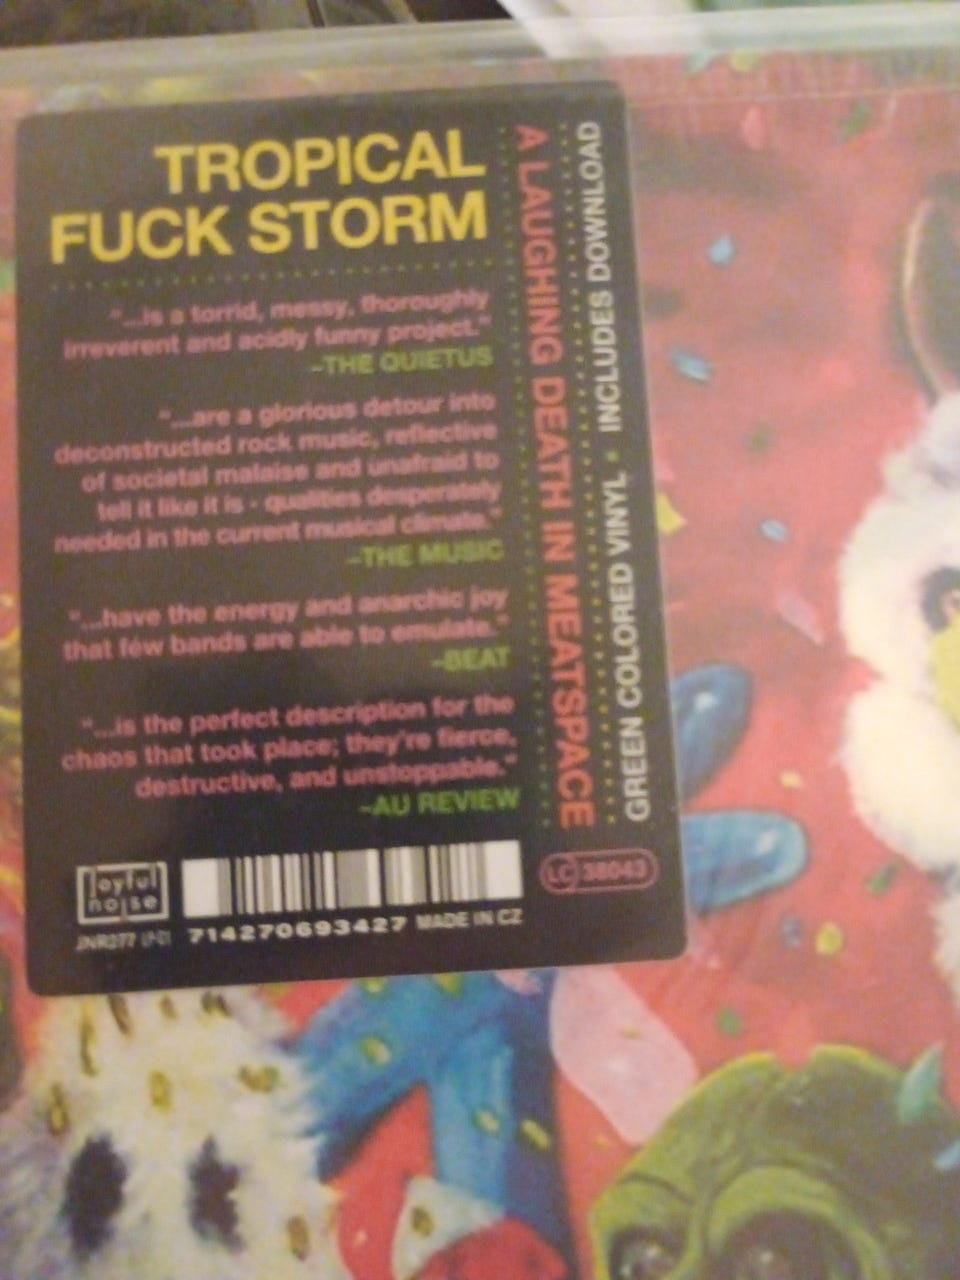 TROPICAL
FUCK STORM
"...is a torrid, messy, thoroughly
irreverent and acidly funny project."
-THE QUIETUS
"...are a glorious detour into
deconstructed rock music, reflective
of societal malaise and unafraid to
tell it like it is - qualities desperately
needed in the current musical climate."
-THE MUSIC
"...have the energy and anarchic joy
that few bands are able to emulate."
-BEAT
"...is the perfect description for the
chaos that took place; they're fierce,
destructive, and unstoppable."
-AU REVIEW
A LAUGHING DEATH IN MEATSPACE
GREEN COLORED VINYL • INCLUDES DOWNLOAD
joyful
noise
JNR277 LP-01
714270693427 MADE IN CZ
LC 38043